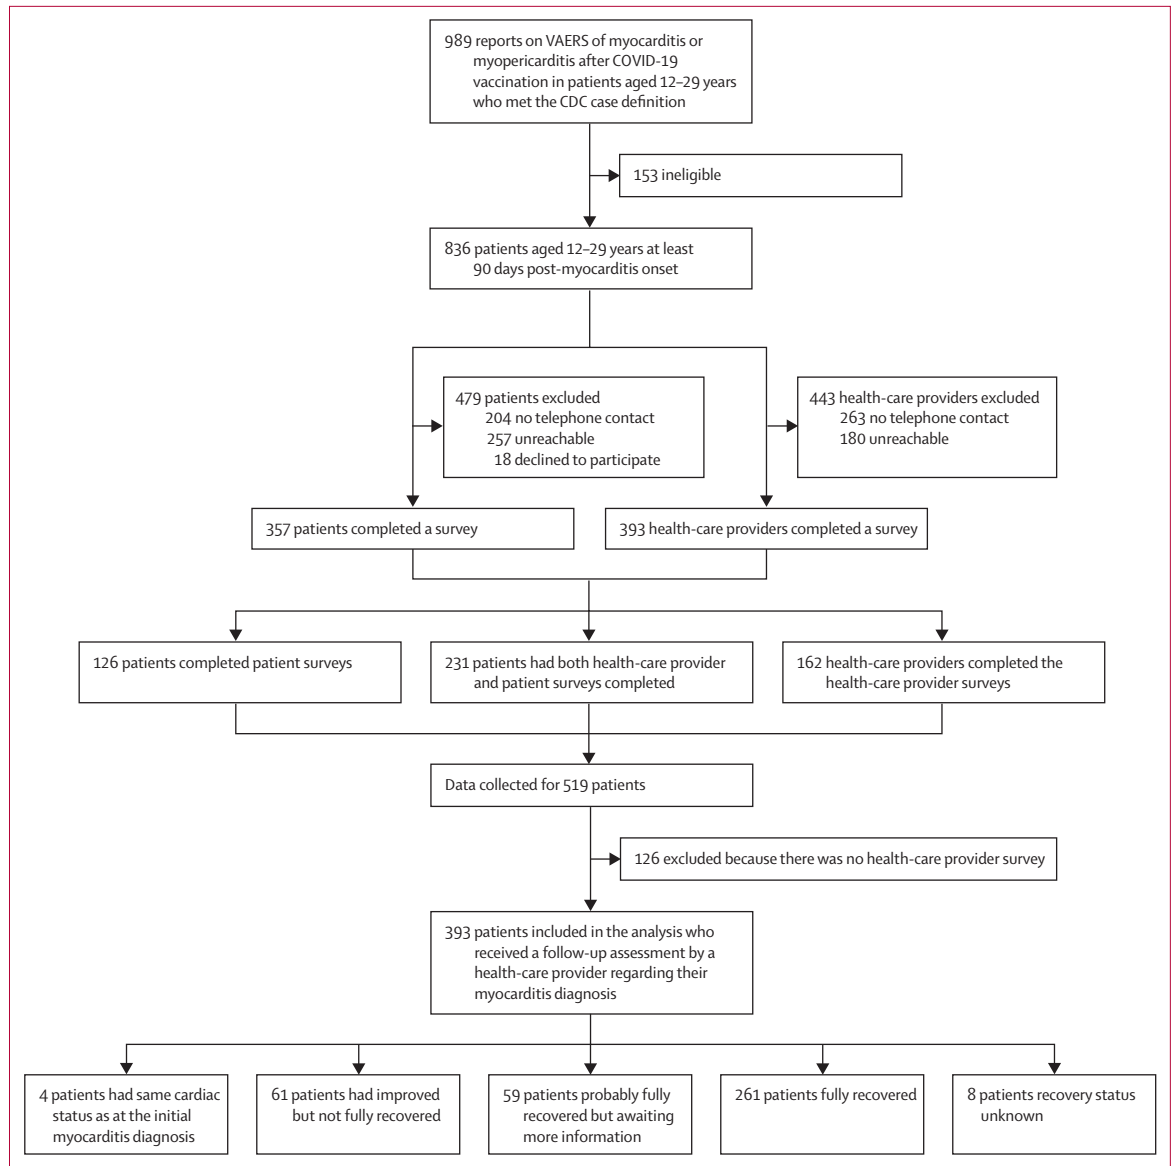 989 reports on VAERS of myocarditis or
myopericarditis after COVID-19
vaccination in patients aged 12–29 years
who met the CDC case definition
153 ineligible
836 patients aged 12–29 years at least
90 days post-myocarditis onset
479 patients excluded
204 no telephone contact
257 unreachable
18 declined to participate
443 health-care providers excluded
263 no telephone contact
180 unreachable
357 patients completed a survey
393 health-care providers completed a survey
126 patients completed patient surveys
231 patients had both health-care provider
and patient surveys completed
162 health-care providers completed the
health-care provider surveys
Data collected for 519 patients
126 excluded because there was no health-care provider survey
393 patients included in the analysis who
received a follow-up assessment by a
health-care provider regarding their
myocarditis diagnosis
4 patients had same cardiac
status as at the initial
myocarditis diagnosis
61 patients had improved
but not fully recovered
59 patients probably fully
recovered but awaiting
more information
261 patients fully recovered
8 patients recovery status
unknown